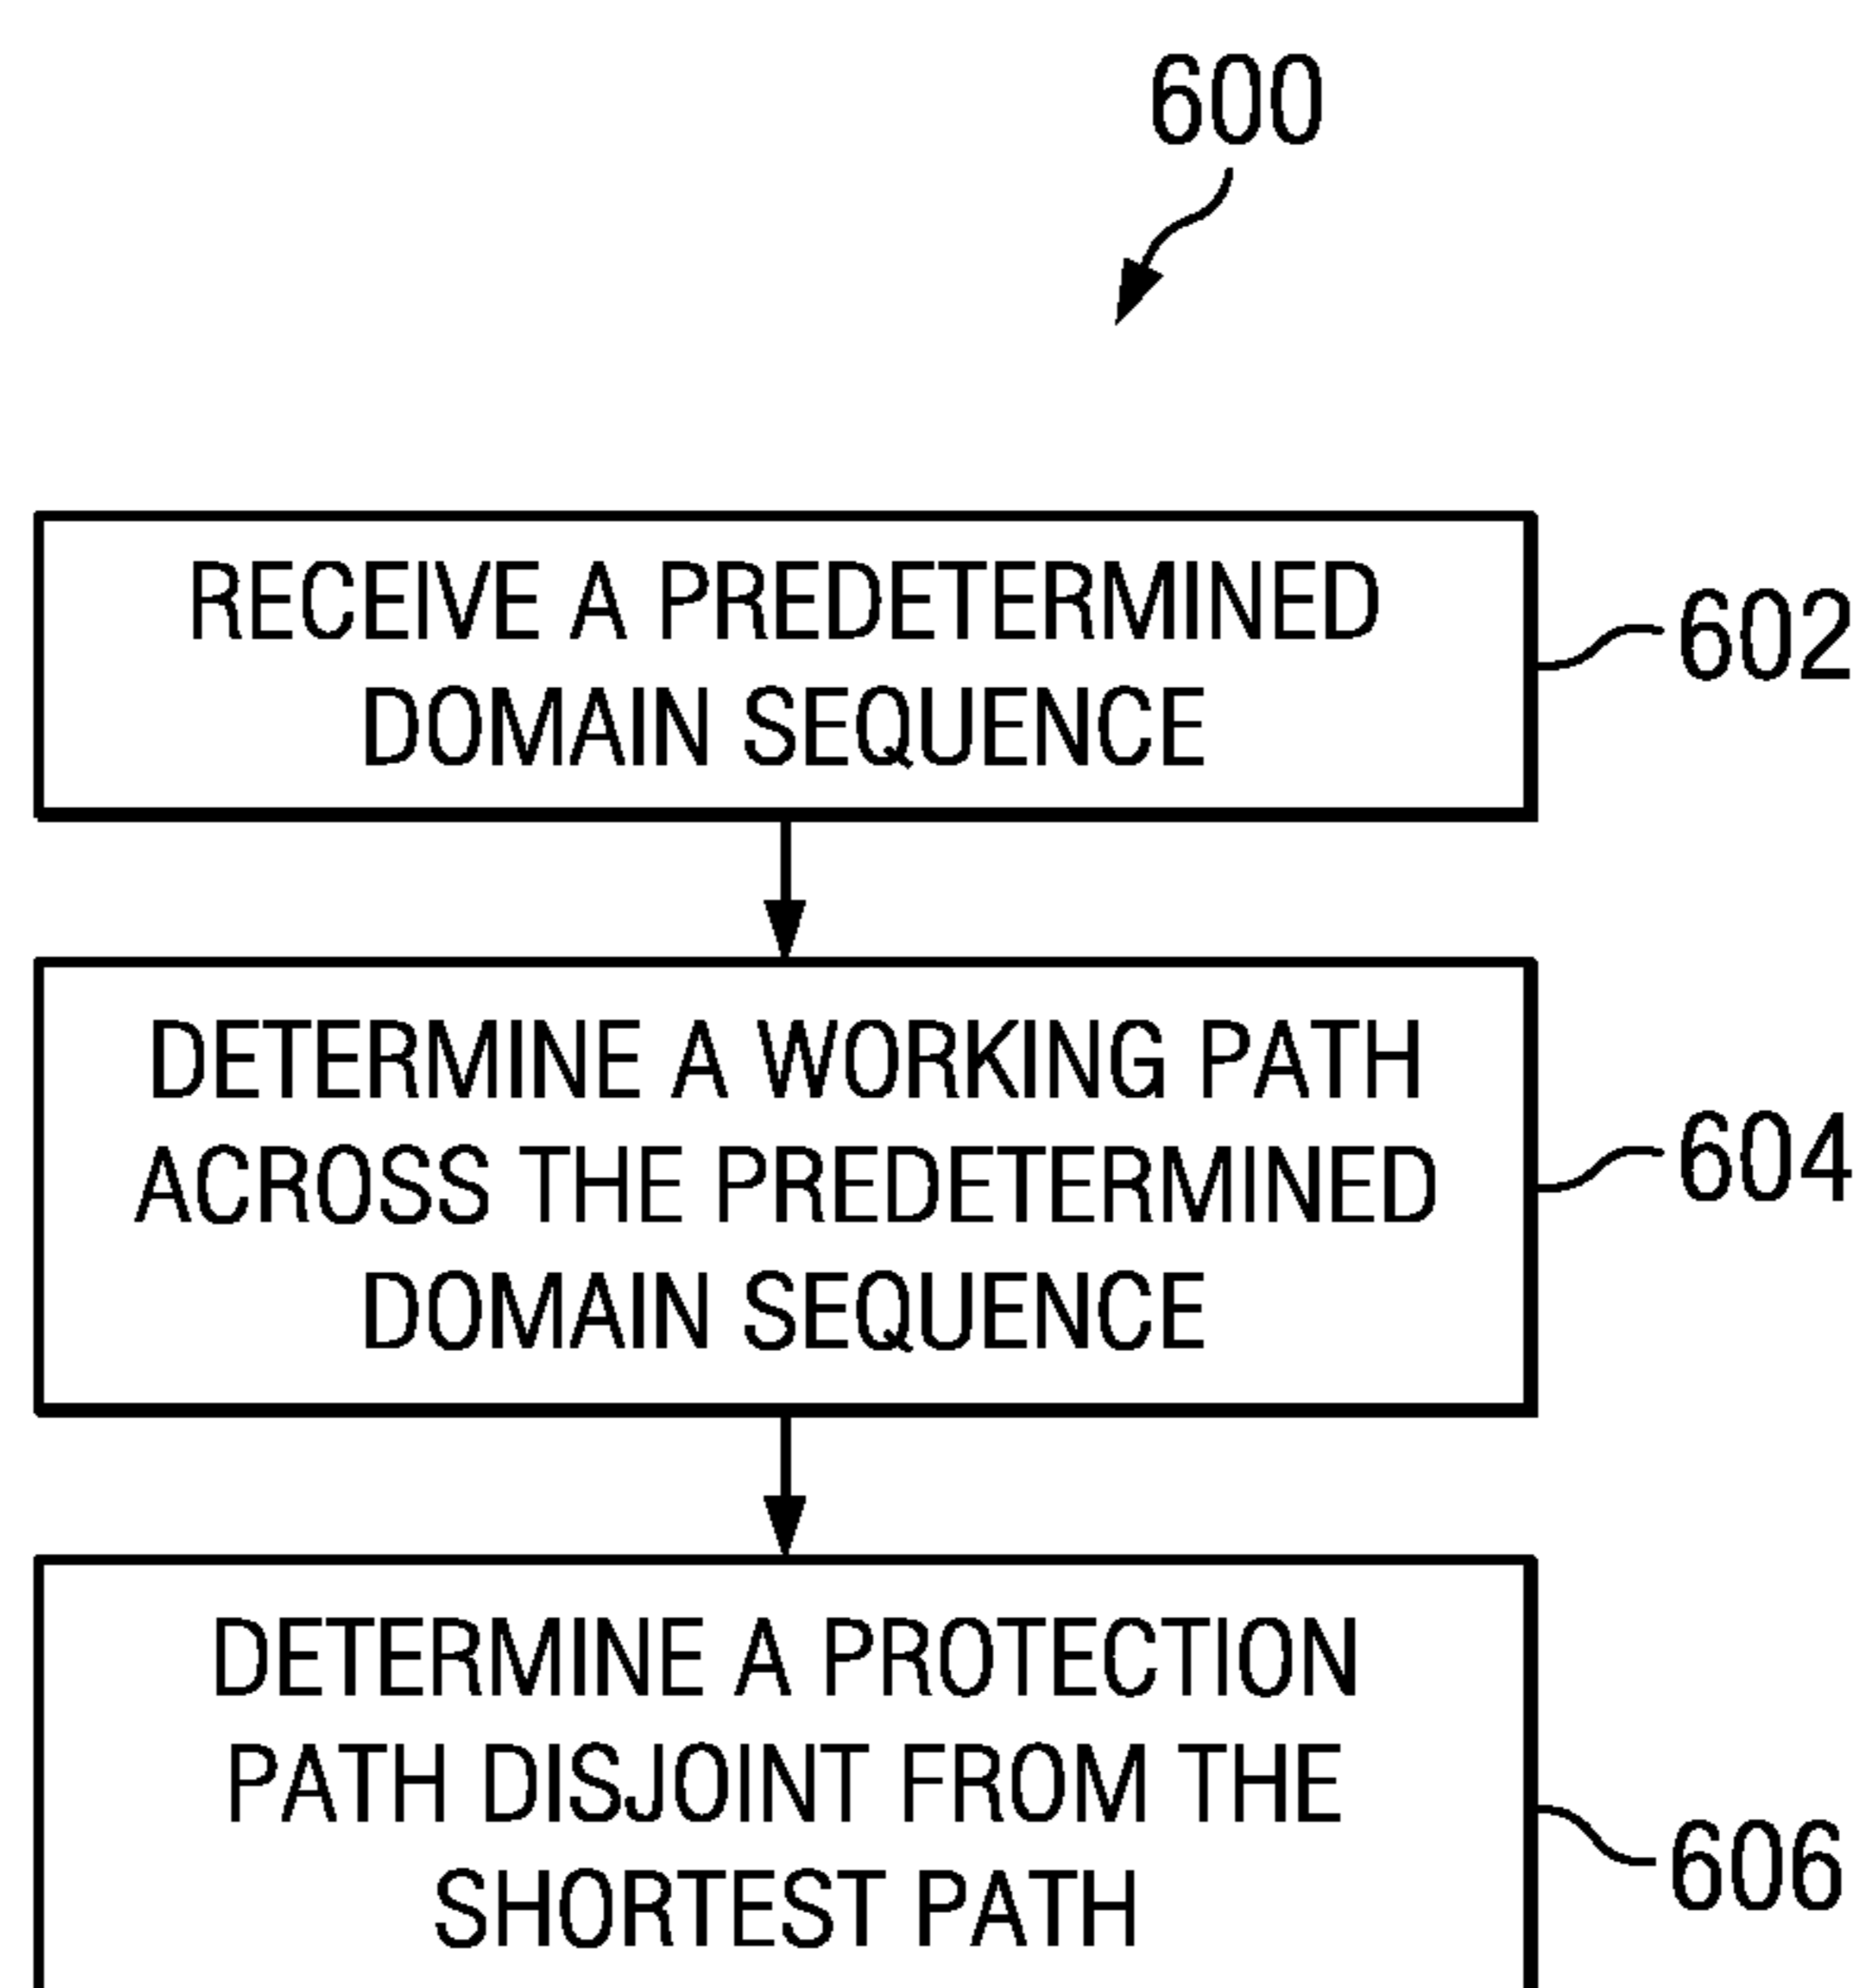 600
RECEIVE A PREDETERMINED
DOMAIN SEQUENCE
602
DETERMINE A WORKING PATH
ACROSS THE PREDETERMINED
DOMAIN SEQUENCE
604
DETERMINE A PROTECTION
PATH DISJOINT FROM THE
SHORTEST PATH
606